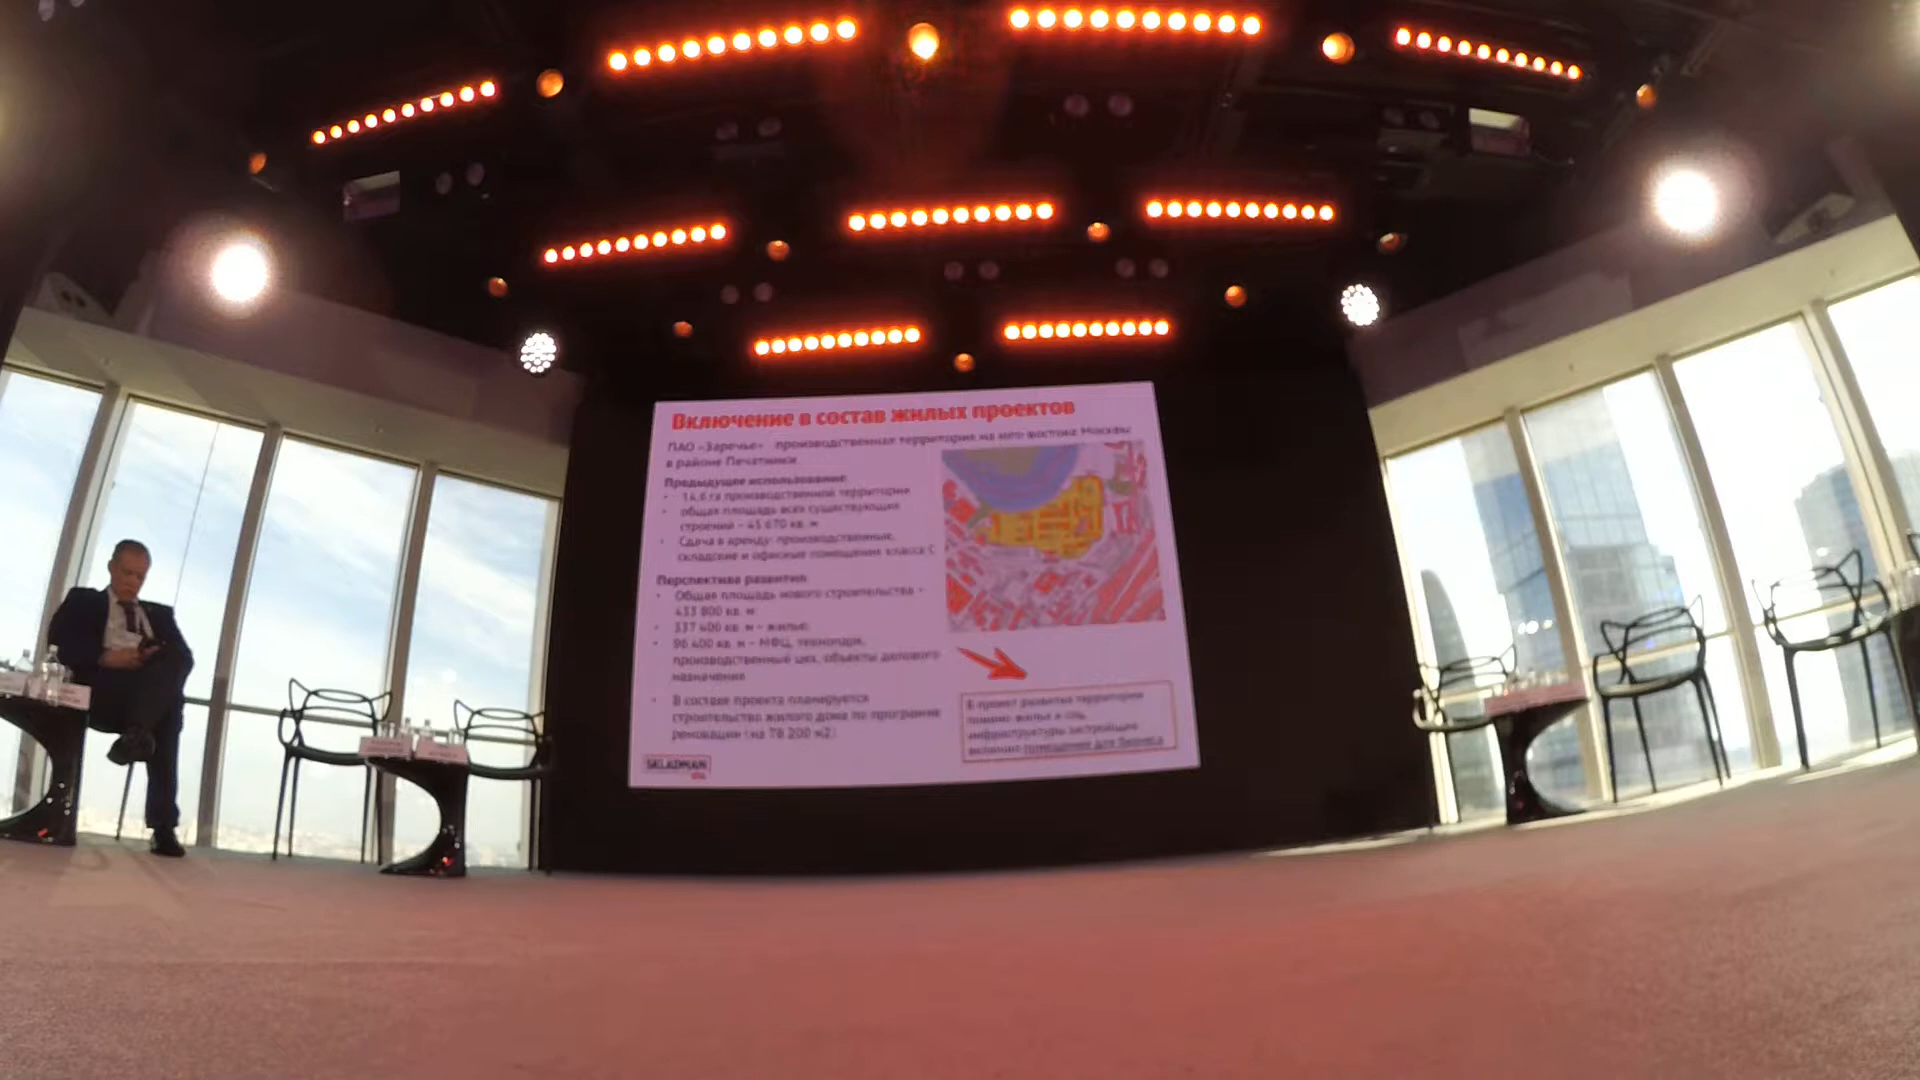 Включение в состав жилых проектов
ПАО «Заречье» производственная территория на юго-востоке Москвы
в районе Печатники
Предыдущее использование:
• 14,6 га производственной территории
• общая площадь всех существующих
строений – 45 670 кв. м
• Сдача в аренду: производственные,
складские и офисные помещения класса С
Перспектива развития:
• Общая площадь нового строительства –
433 800 кв. м:
• 337 400 кв. м – жилье;
• 96 400 кв. м – МФЦ, технопарк,
производственный цех, объекты делового
назначения
• В составе проекта планируется
строительство жилого дома по программе
реновации (на 78 200 м2)
В проект развития территории
помимо жилья и соц.
инфраструктуры застройщик
включил помещения для бизнеса
SKLADMAN